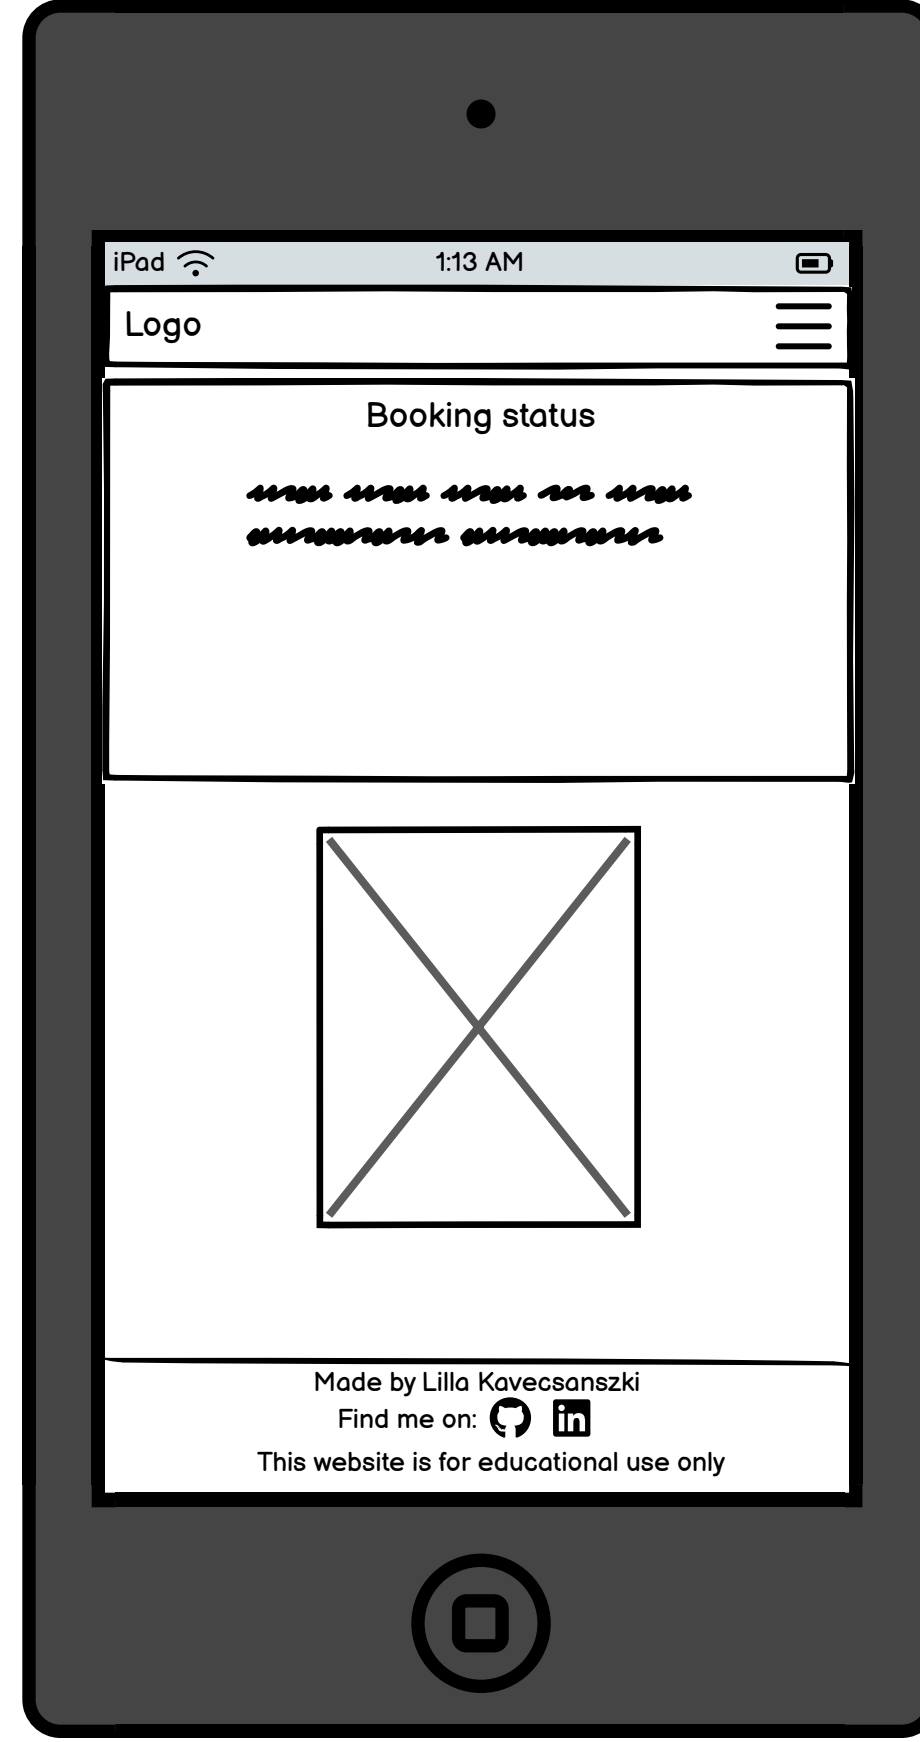 iPad 1:13 AM
Logo
Booking status
Made by Lilla Kavecsanszki
Find me on: in
This website is for educational use only